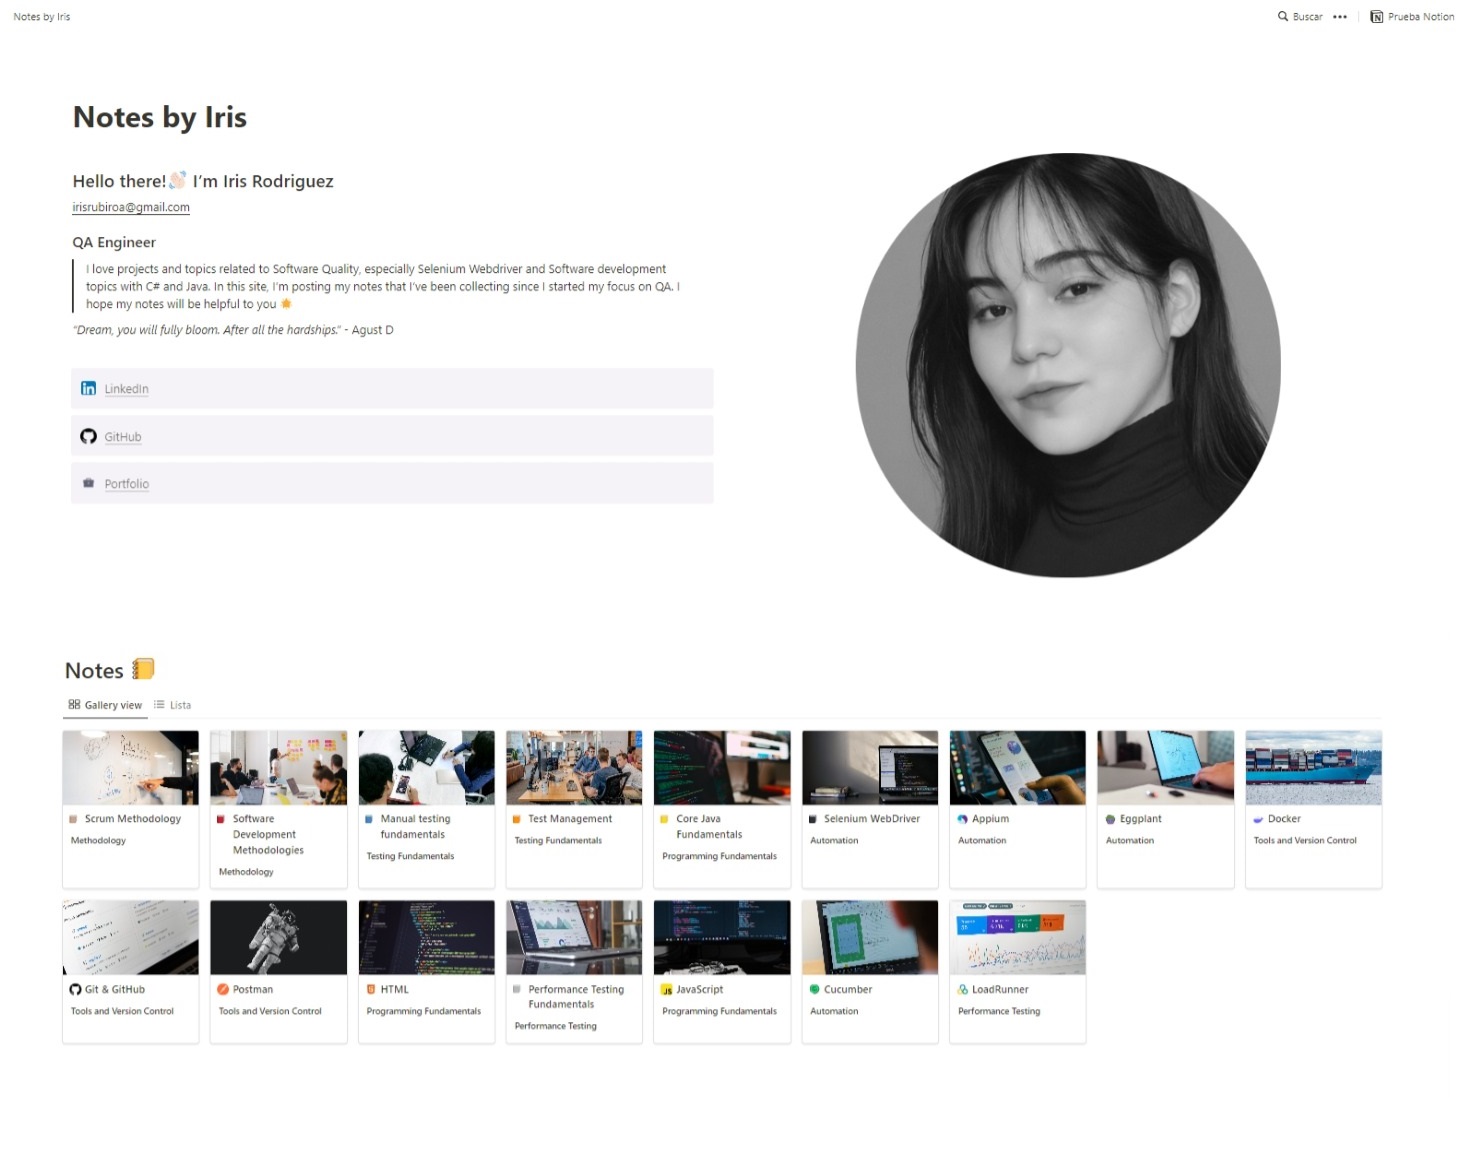 Notes by Iris
Buscar
Prueba Notion
Notes by Iris
Hello there!👋🏻 I'm Iris Rodriguez
irisrubiroa@gmail.com
QA Engineer
I love projects and topics related to Software Quality, especially Selenium Webdriver and Software development
topics with C# and Java. In this site, I'm posting my notes that I've been collecting since I started my focus on QA. I
hope my notes will be helpful to you
"Dream, you will fully bloom. After all the hardships." - Agust D
LinkedIn
GitHub
Portfolio
Notes
Gallery view
Lista
Scrum Methodology
Methodology
Software
Development
Methodologies
Methodology
Manual testing
fundamentals
Testing Fundamentals
Test Management
Testing Fundamentals
Core Java
Fundamentals
Programming Fundamentals
Selenium WebDriver
Automation
Appium
Automation
Eggplant
Automation
Docker
Tools and Version Control
Git & GitHub
Tools and Version Control
Postman
Tools and Version Control
HTML
Programming Fundamentals
Performance Testing
Fundamentals
Performance Testing
JavaScript
Programming Fundamentals
Cucumber
Automation
LoadRunner
Performance Testing